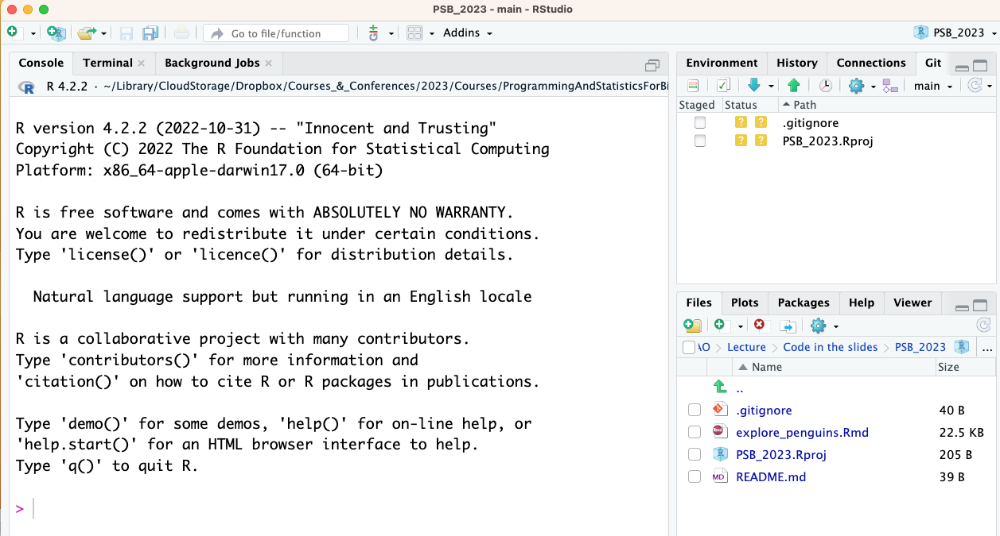 PSB_2023 - main - RStudio
Go to file/function
Addins
PSB_2023
Console
Terminal
Background Jobs
R 4.2.2 · ~/Library/CloudStorage/Dropbox/Courses_&_Conferences/2023/Courses/ProgrammingAndStatisticsForBi
R version 4.2.2 (2022-10-31) -- "Innocent and Trusting"
Copyright (C) 2022 The R Foundation for Statistical Computing
Platform: x86_64-apple-darwin17.0 (64-bit)
R is free software and comes with ABSOLUTELY NO WARRANTY.
You are welcome to redistribute it under certain conditions.
Type 'license()' or 'licence()' for distribution details.
Natural language support but running in an English locale
R is a collaborative project with many contributors.
Type 'contributors()' for more information and
'citation()' on how to cite R or R packages in publications.
Type 'demo()' for some demos, 'help()' for on-line help, or
'help.start()' for an HTML browser interface to help.
Type 'q()' to quit R.
>
Environment
History
Connections
Git
main
Staged Status Path
? ? .gitignore
? ? PSB_2023.Rproj
Files
Plots
Packages
Help
Viewer
AO > Lecture > Code in the slides > PSB_2023 ...
Name Size
..
.gitignore 40 B
explore_penguins.Rmd 22.5 KB
PSB_2023.Rproj 205 B
MD README.md 39 B